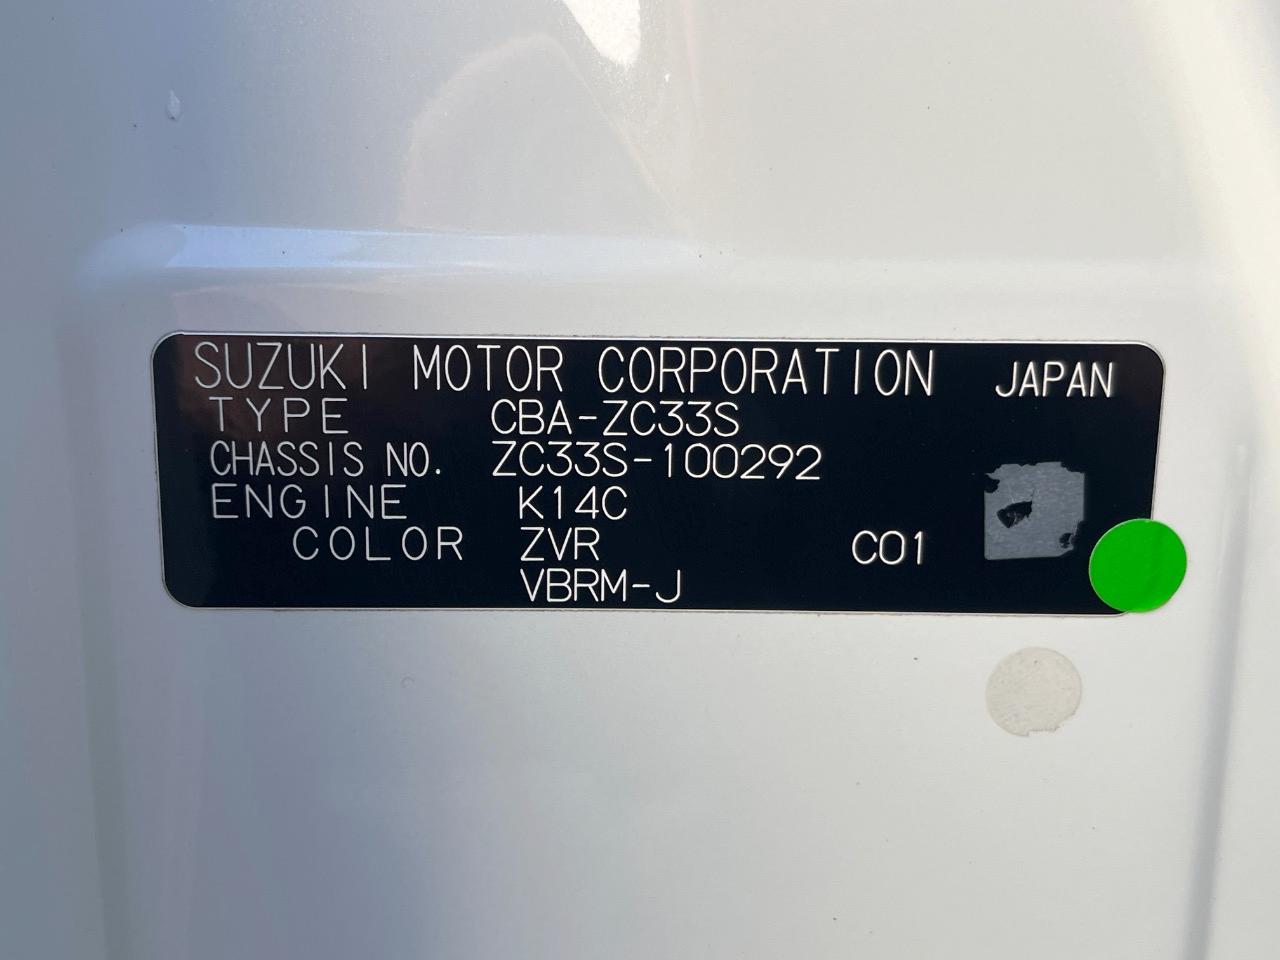 SUZUKI MOTOR CORPORATION JAPAN
TYPE CBA-ZC33S
CHASSIS NO. ZC33S-100292
ENGINE K14C
COLOR ZVR C01
VBRM-J